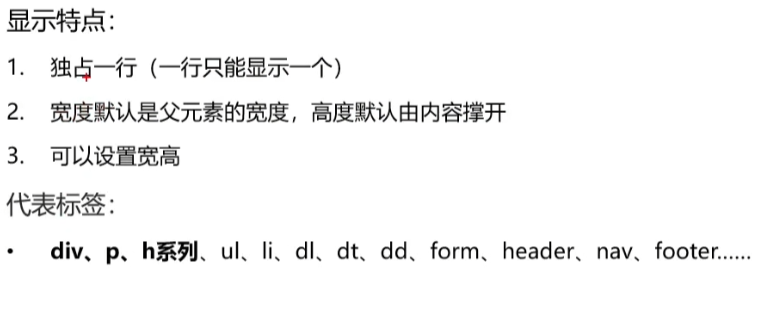 显示特点：
1. 独占一行（一行只能显示一个）
2. 宽度默认是父元素的宽度，高度默认由内容撑开
3. 可以设置宽高
代表标签：
• div、p、h系列、ul、li、dl、dt、dd、form、header、nav、footer......